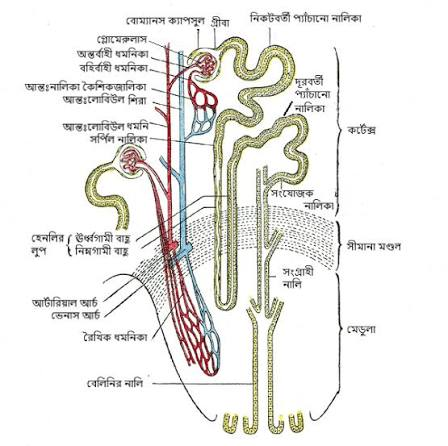 বোম্যানস ক্যাপসুল
গ্রীবা
নিকটবর্তী প্যাঁচানো নালিকা
গ্লোমেরুলাস
অন্তর্বাহী ধমনিকা
বহির্বাহী ধমনিকা
আন্তঃনালিকা কৈশিকজালিকা
আন্তঃলোবিউল শিরা
দূরবর্তী
প্যাঁচানো
নালিকা
আন্তঃলোবিউল ধমনি
সর্পিল নালিকা
কর্টেক্স
সংযোজক
নালিকা
হেনলির
লুপ
ঊর্ধ্বগামী বাহু
নিম্নগামী বাহু
সীমানা মণ্ডল
সংগ্রাহী
নালি
আর্টারিয়াল আর্চ
ভেনাস আর্চ
রৈখিক ধমনিকা
মেডুলা
বেলিনির নালি